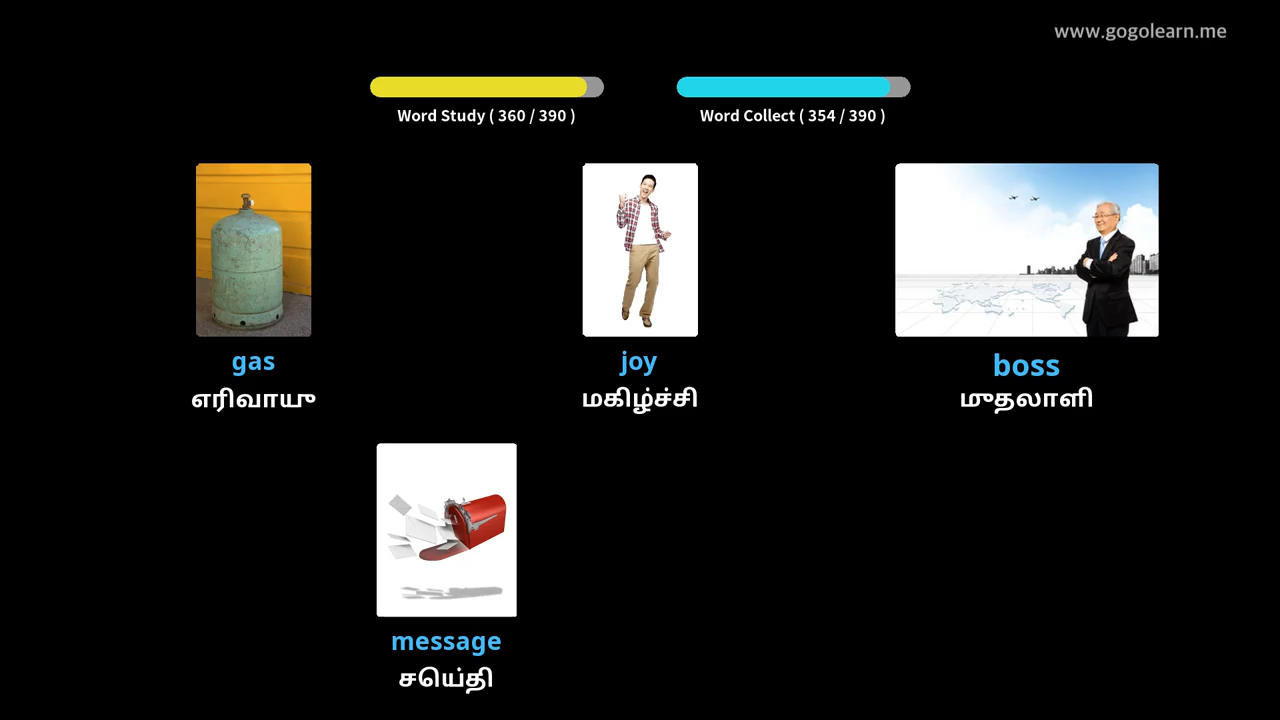 www.gogolearn.me
Word Study ( 360 / 390 )
Word Collect ( 354 / 390 )
gas
எரிவாயு
joy
மகிழ்ச்சி
boss
முதலாளி
message
சயெ்தி